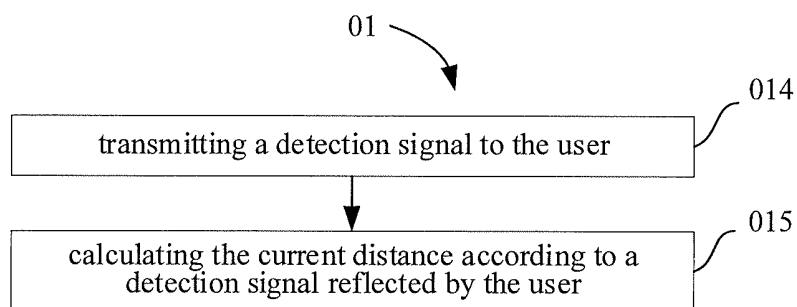 01
014
transmitting a detection signal to the user
015
calculating the current distance according to a
detection signal reflected by the user